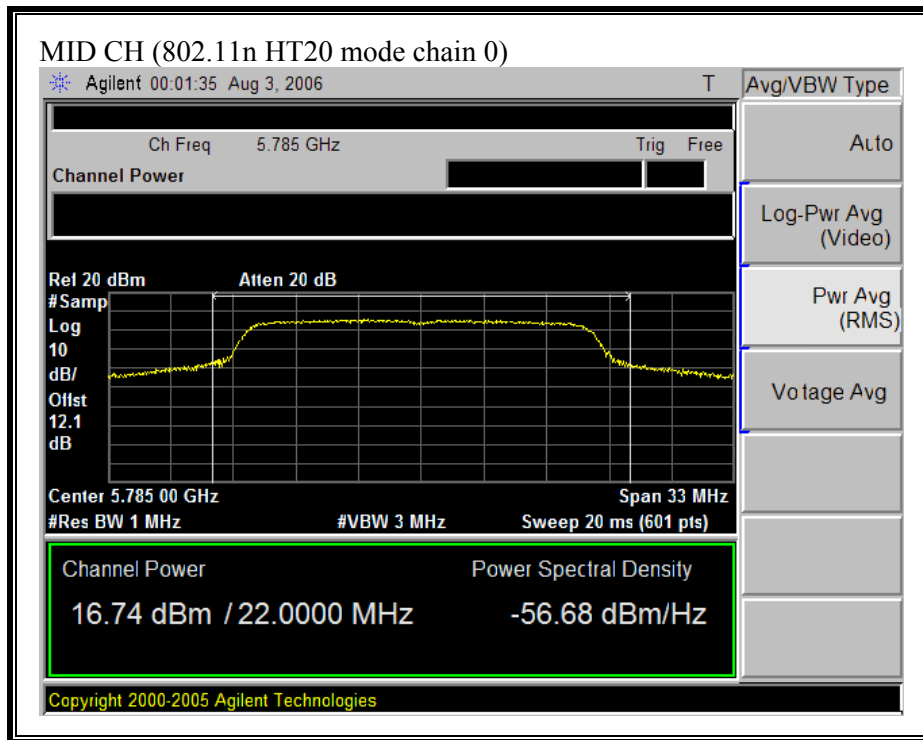 MID CH (802.11n HT20 mode chain 0)
Agilent 00:01:35 Aug 3, 2006 T
Avg/VBW Type
Ch Freq 5.785 GHz Trig Free
Channel Power
Auto
Log-Pwr Avg
(Video)
Pwr Avg
(RMS)
Voltage Avg
Ref 20 dBm Atten 20 dB
#Samp
Log
10
dB/
Offst
12.1
dB
Center 5.785 00 GHz Span 33 MHz
#Res BW 1 MHz #VBW 3 MHz Sweep 20 ms (601 pts)
Channel Power Power Spectral Density
16.74 dBm / 22.0000 MHz -56.68 dBm/Hz
Copyright 2000-2005 Agilent Technologies